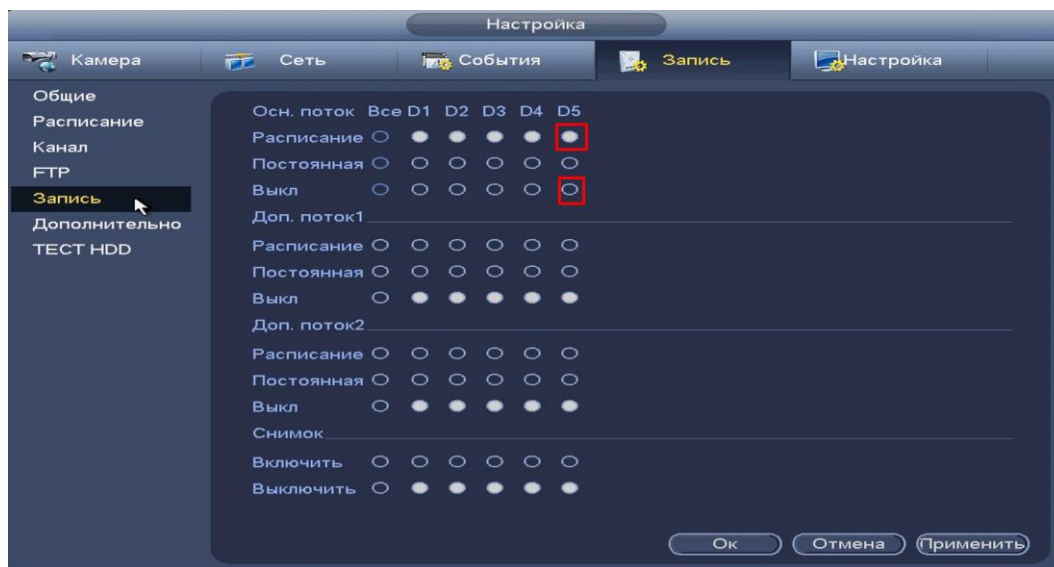 Настройка
Камера Сеть События Запись Настройка
Общие
Расписание
Канал
FTP
Запись
Дополнительно
ТЕСТ HDD
Осн. поток Все D1 D2 D3 D4 D5
Расписание
Постоянная
Выкл
Доп. поток1
Расписание
Постоянная
Выкл
Доп. поток2
Расписание
Постоянная
Выкл
Снимок
Включить
Выключить
Ок Отмена Применить